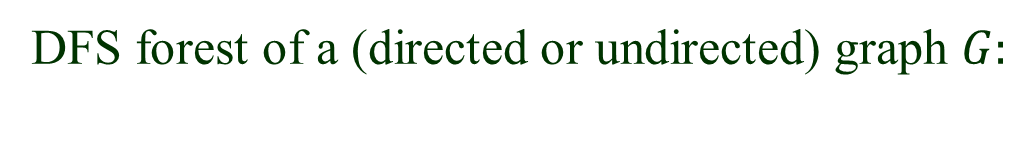 DFS forest of a (directed or undirected) graph G: